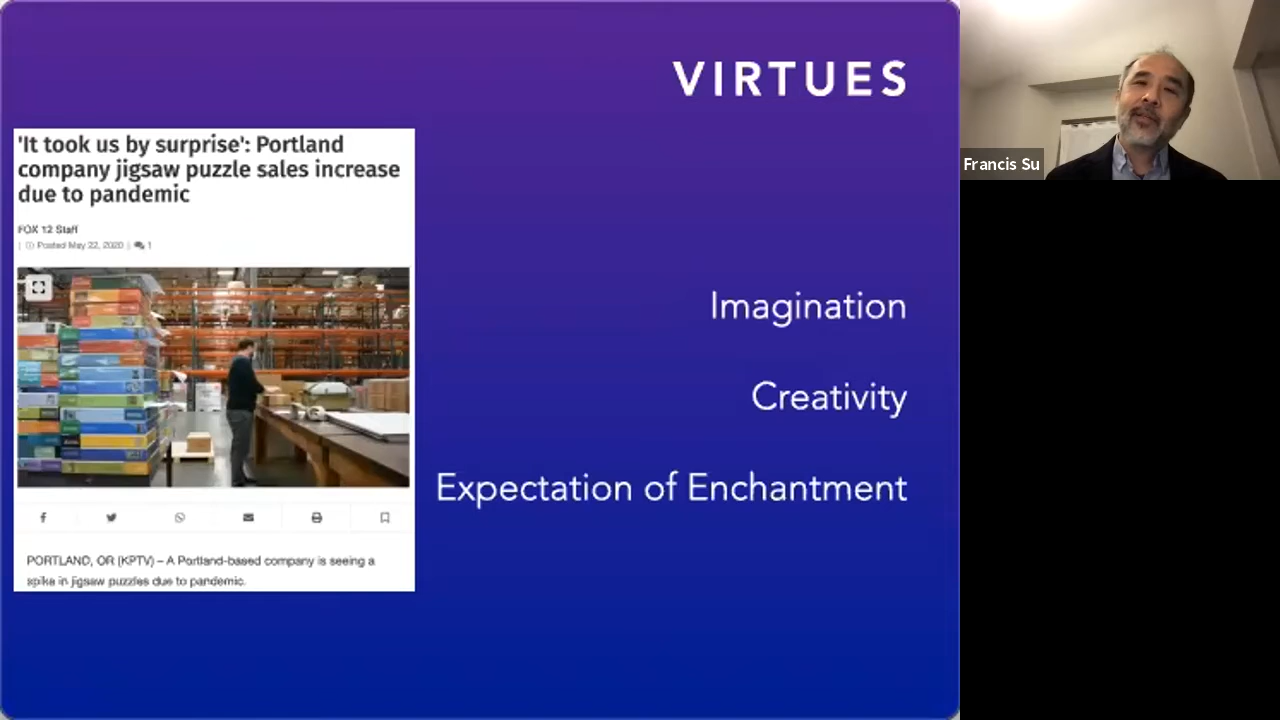 VIRTUES
'It took us by surprise': Portland
company jigsaw puzzle sales increase
due to pandemic
FOX 12 Staff
| Posted May 22, 2020 | 1
Imagination
Creativity
Expectation of Enchantment
PORTLAND, OR (KPTV) – A Portland-based company is seeing a
spike in jigsaw puzzles due to pandemic.
Francis Su